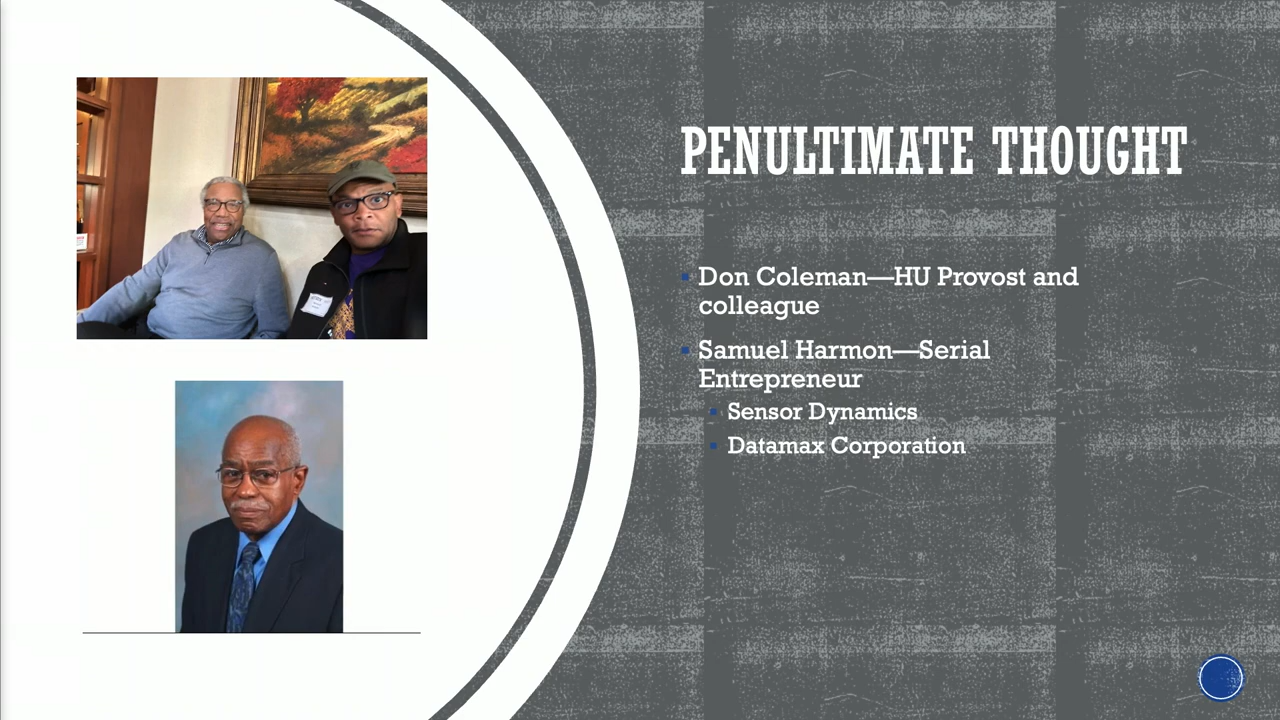 PENULTIMATE THOUGHT
Don Coleman—HU Provost and
colleague
Samuel Harmon—Serial
Entrepreneur
Sensor Dynamics
Datamax Corporation